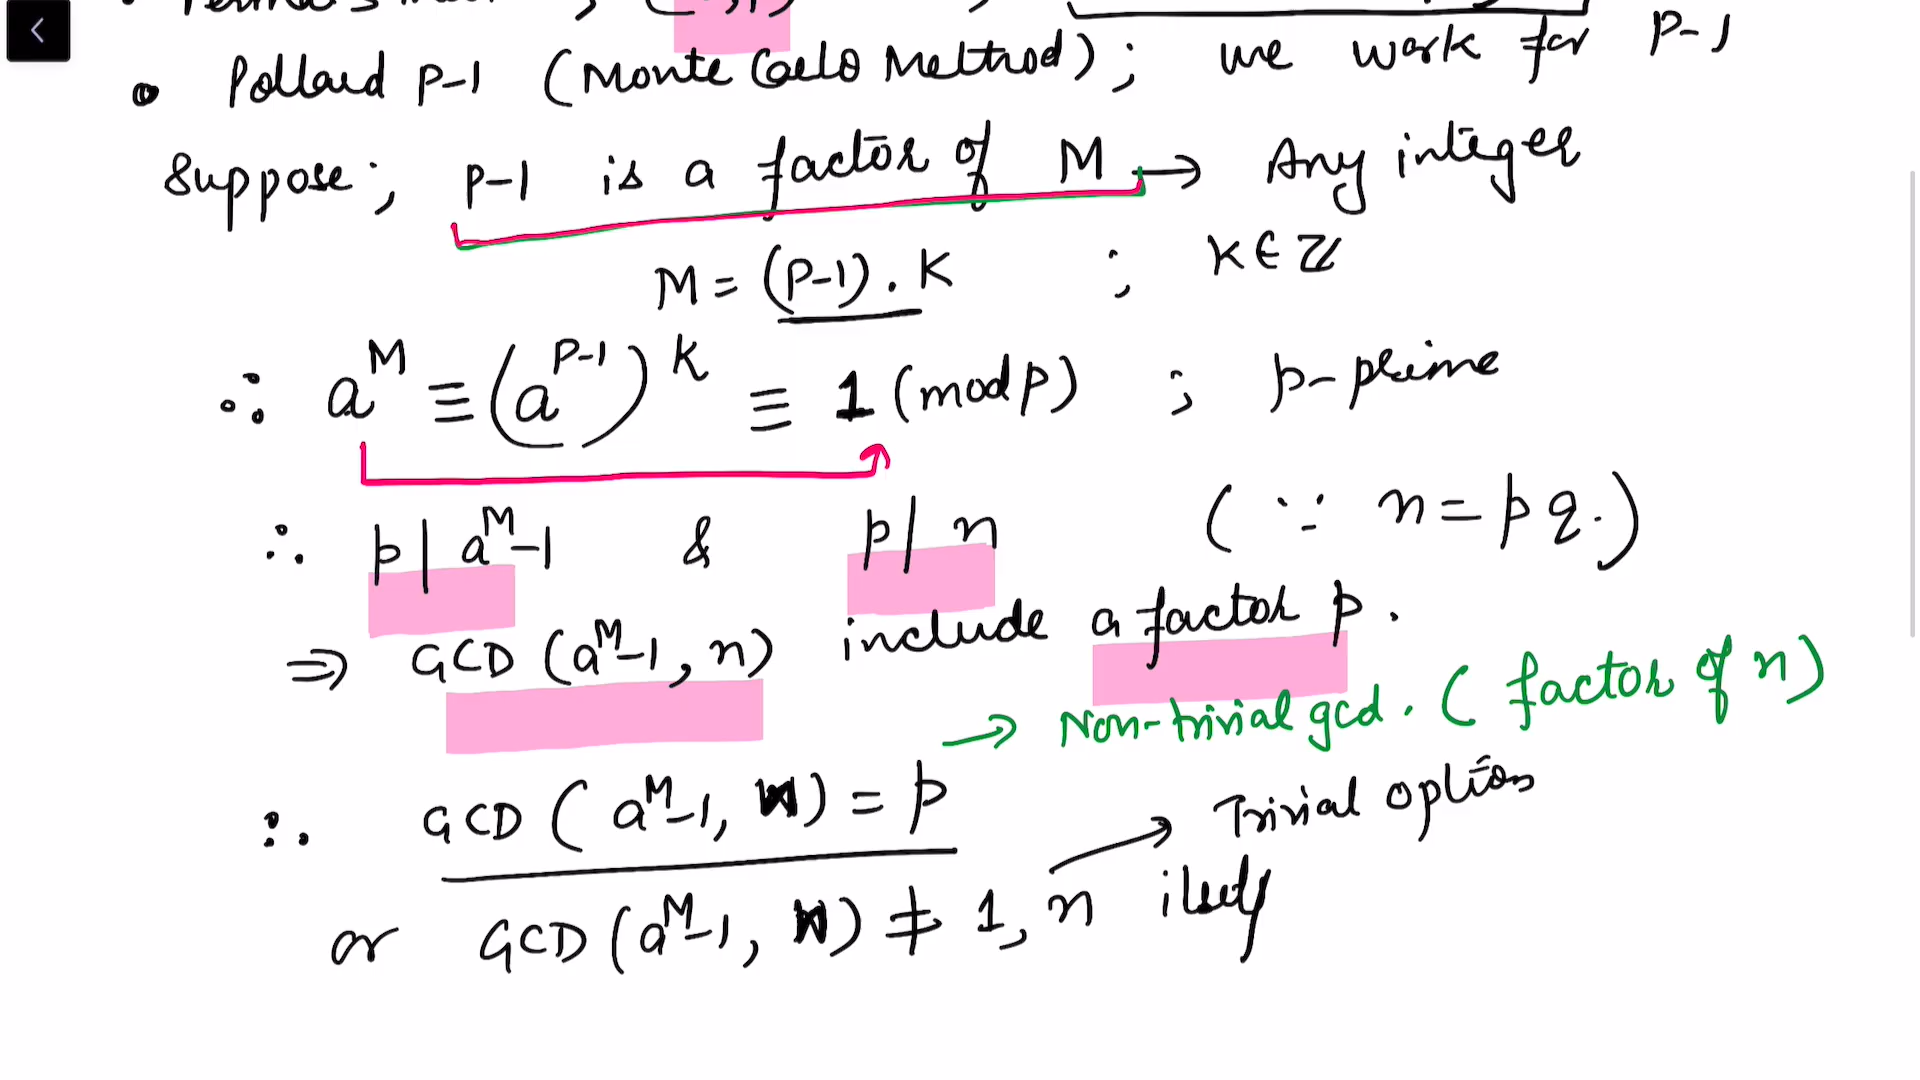 • Pollard P-1 (Monte Carlo Method); we work for P-1
Suppose; P-1 is a factor of M → Any integer
M = (P-1). K ; K ∈ ℤ
∴ a^M ≡ (a^(P-1))^K ≡ 1 (mod P) ; p-prime
∴ p | a^M-1 & p | n (∵ n = pq.)
⇒ GCD (a^M-1, n) include a factor p.
→ Non-trivial gcd. (factor of n)
∴ GCD (a^M-1, n) = p
→ Trivial option
or GCD (a^M-1, n) ≠ 1, n